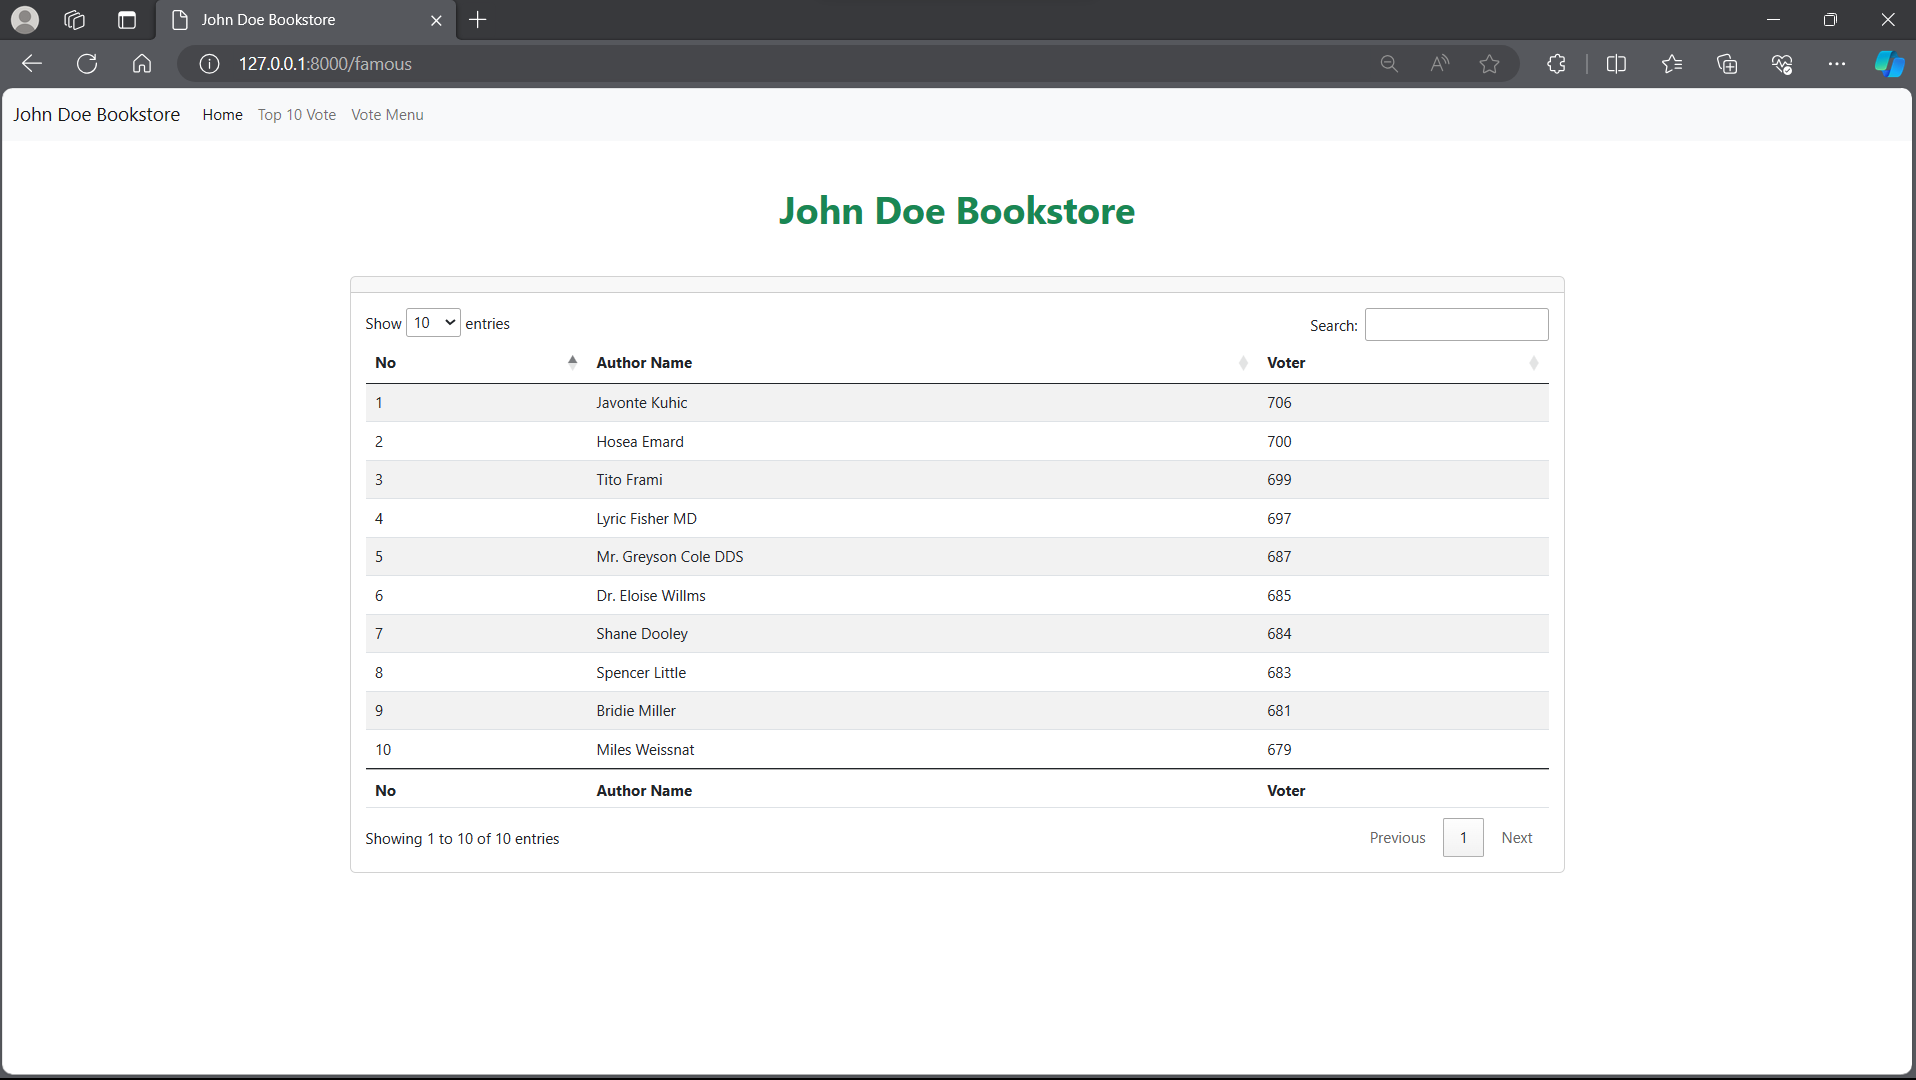 John Doe Bookstore
127.0.0.1:8000/famous
John Doe Bookstore Home Top 10 Vote Vote Menu
John Doe Bookstore
Show 10 entries Search:
No Author Name Voter
1 Javonte Kuhic 706
2 Hosea Emard 700
3 Tito Frami 699
4 Lyric Fisher MD 697
5 Mr. Greyson Cole DDS 687
6 Dr. Eloise Willms 685
7 Shane Dooley 684
8 Spencer Little 683
9 Bridie Miller 681
10 Miles Weissnat 679
No Author Name Voter
Showing 1 to 10 of 10 entries Previous 1 Next